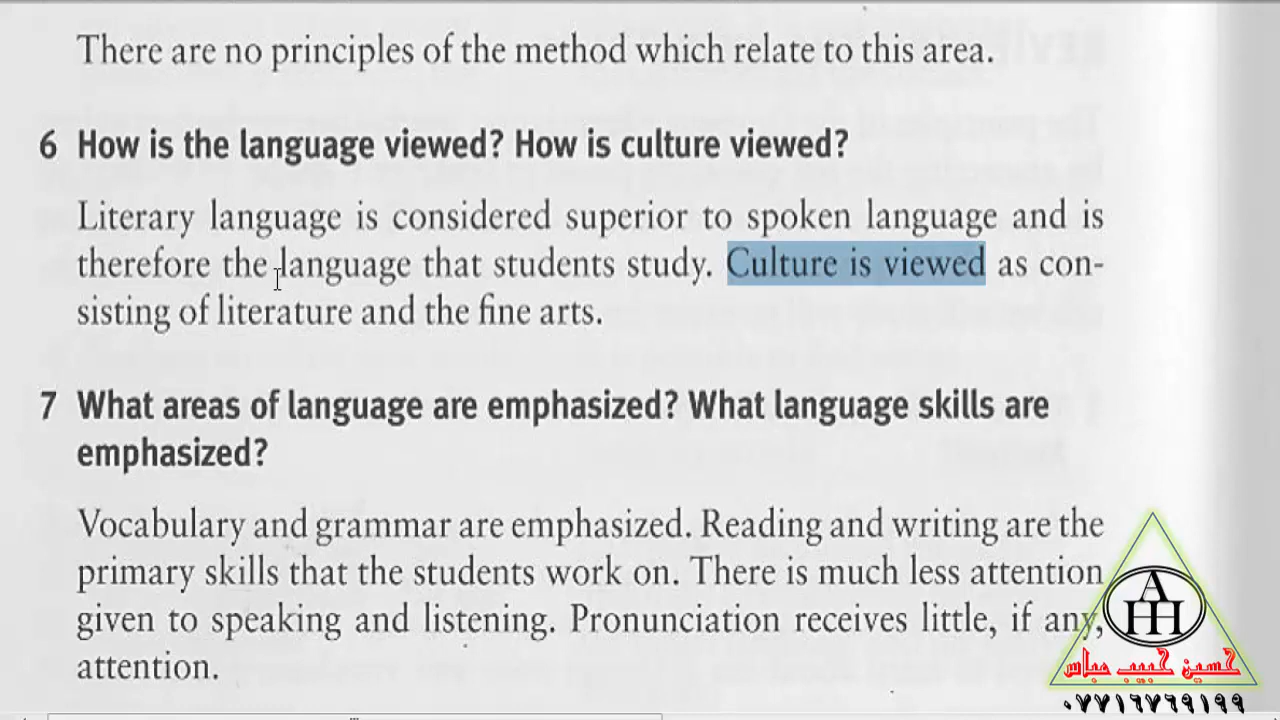 There are no principles of the method which relate to this area.
6 How is the language viewed? How is culture viewed?
Literary language is considered superior to spoken language and is
therefore the language that students study. Culture is viewed as con-
sisting of literature and the fine arts.
7 What areas of language are emphasized? What language skills are
emphasized?
Vocabulary and grammar are emphasized. Reading and writing are the
primary skills that the students work on. There is much less attention
given to speaking and listening. Pronunciation receives little, if any,
attention.
AHH
حسين حبيب عباس
٠٧٧١٦٧٦٩١٩٩